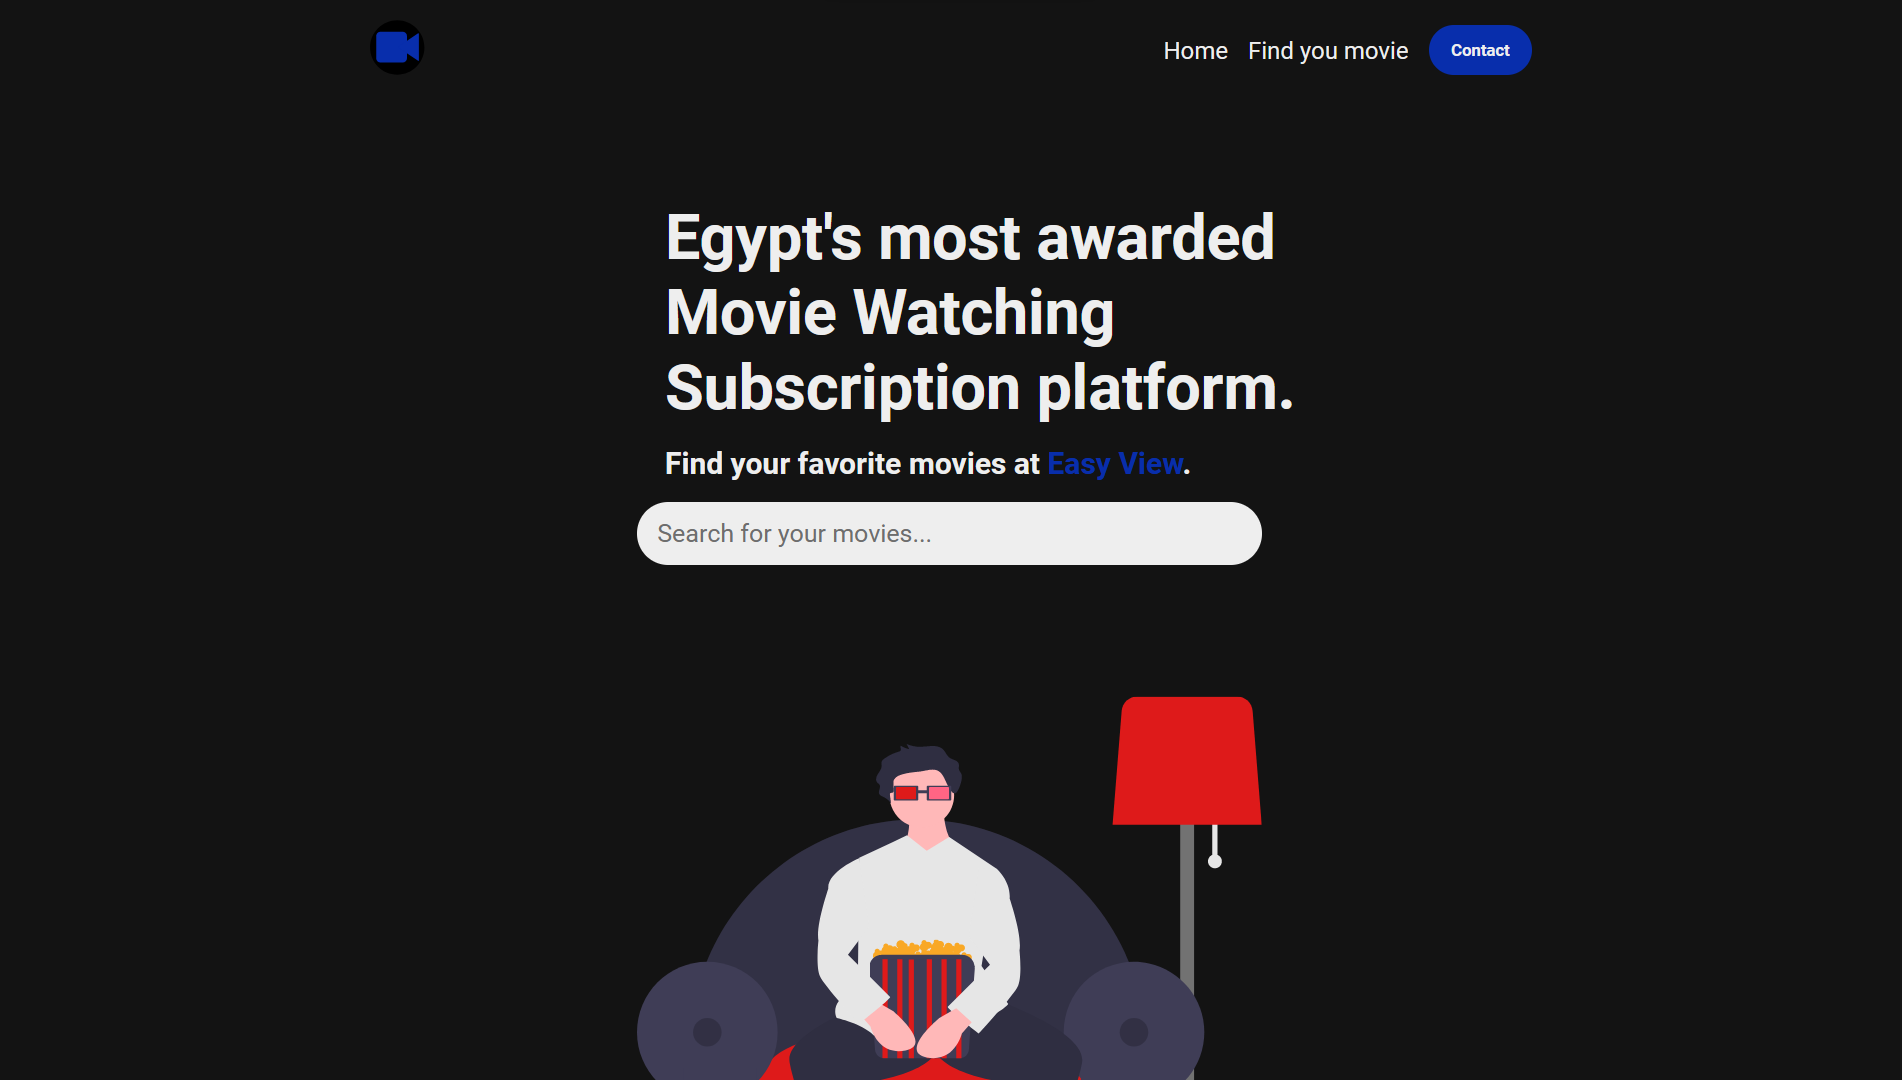 Home Find you movie Contact
Egypt's most awarded
Movie Watching
Subscription platform.
Find your favorite movies at Easy View.
Search for your movies...